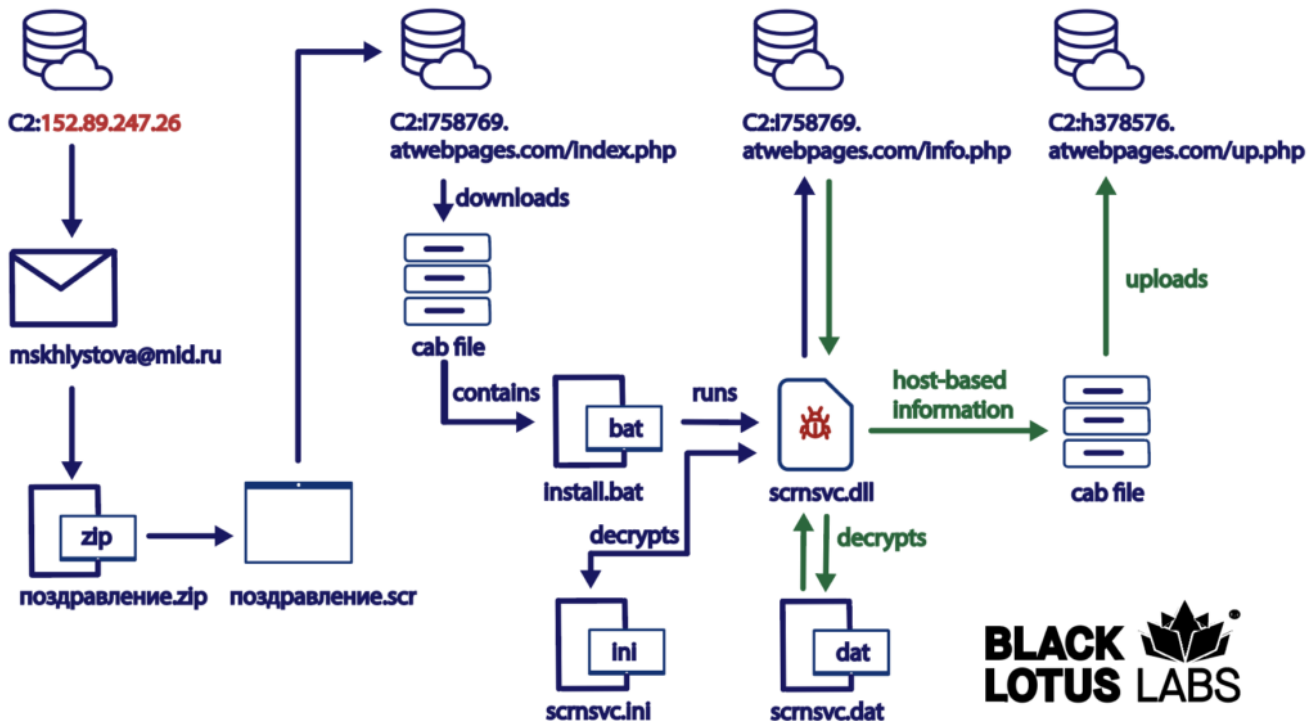 C2:152.89.247.26
C2:l758769.
atwebpages.com/index.php
C2:l758769.
atwebpages.com/info.php
C2:h378576.
atwebpages.com/up.php
downloads
uploads
mskhlystova@mid.ru
cab file
contains
bat
install.bat
runs
scrnsvc.dll
host-based
information
cab file
zip
поздравление.zip
поздравление.scr
decrypts
ini
scrnsvc.ini
decrypts
dat
scrnsvc.dat
BLACK
LOTUS LABS